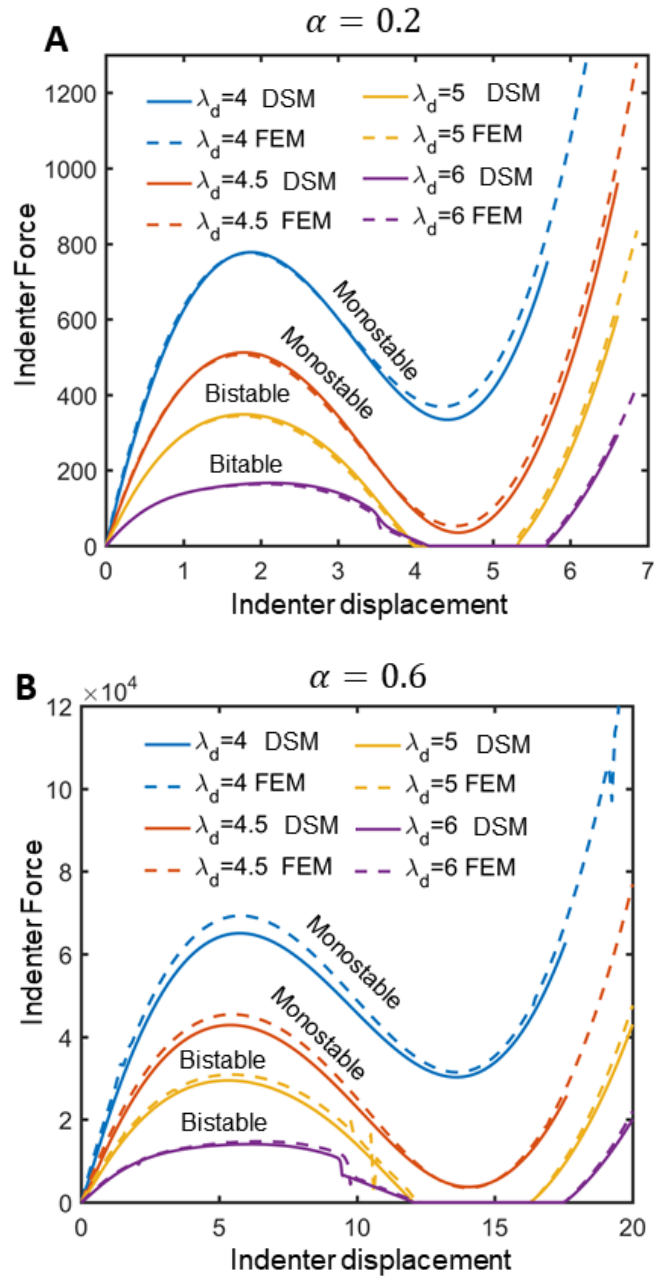 α = 0.2
A
λd=4 DSM
λd=4 FEM
λd=4.5 DSM
λd=4.5 FEM
λd=5 DSM
λd=5 FEM
λd=6 DSM
λd=6 FEM
Monostable
Monostable
Bistable
Bitable
Indenter Force
1200
1000
800
600
400
200
0
0 1 2 3 4 5 6 7
Indenter displacement
α = 0.6
B
×10⁴
λd=4 DSM
λd=4 FEM
λd=4.5 DSM
λd=4.5 FEM
λd=5 DSM
λd=5 FEM
λd=6 DSM
λd=6 FEM
Monostable
Monostable
Bistable
Bistable
Indenter Force
12
10
8
6
4
2
0
0 5 10 15 20
Indenter displacement